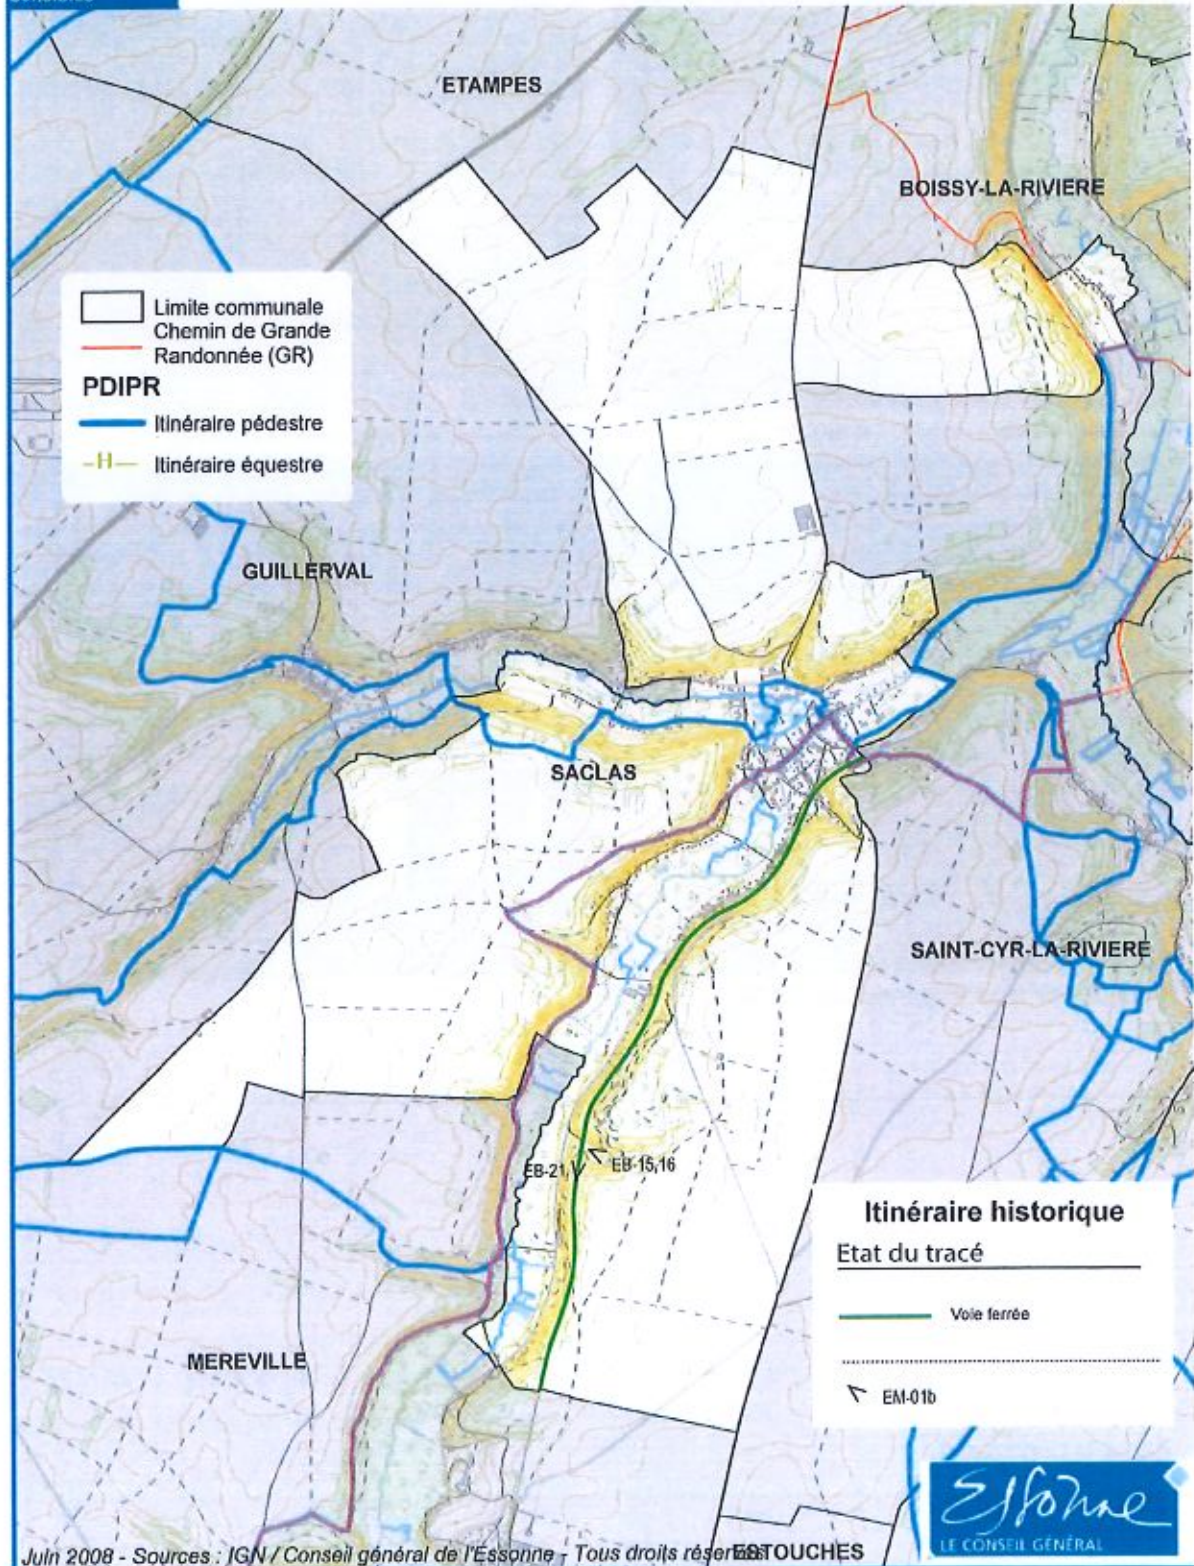 ETAMPES
BOISSY-LA-RIVIERE
Limite communale
Chemin de Grande
Randonnée (GR)
PDIPR
Itinéraire pédestre
-H- Itinéraire équestre
GUILLERVAL
SACLAS
SAINT-CYR-LA-RIVIERE
EB-21
EB-15,16
Itinéraire historique
Etat du tracé
Voie ferrée
EM-01b
MEREVILLE
Essonne
LE CONSEIL GÉNÉRAL
ESTOUCHES
Juin 2008 - Sources : IGN / Conseil général de l'Essonne - Tous droits réservés